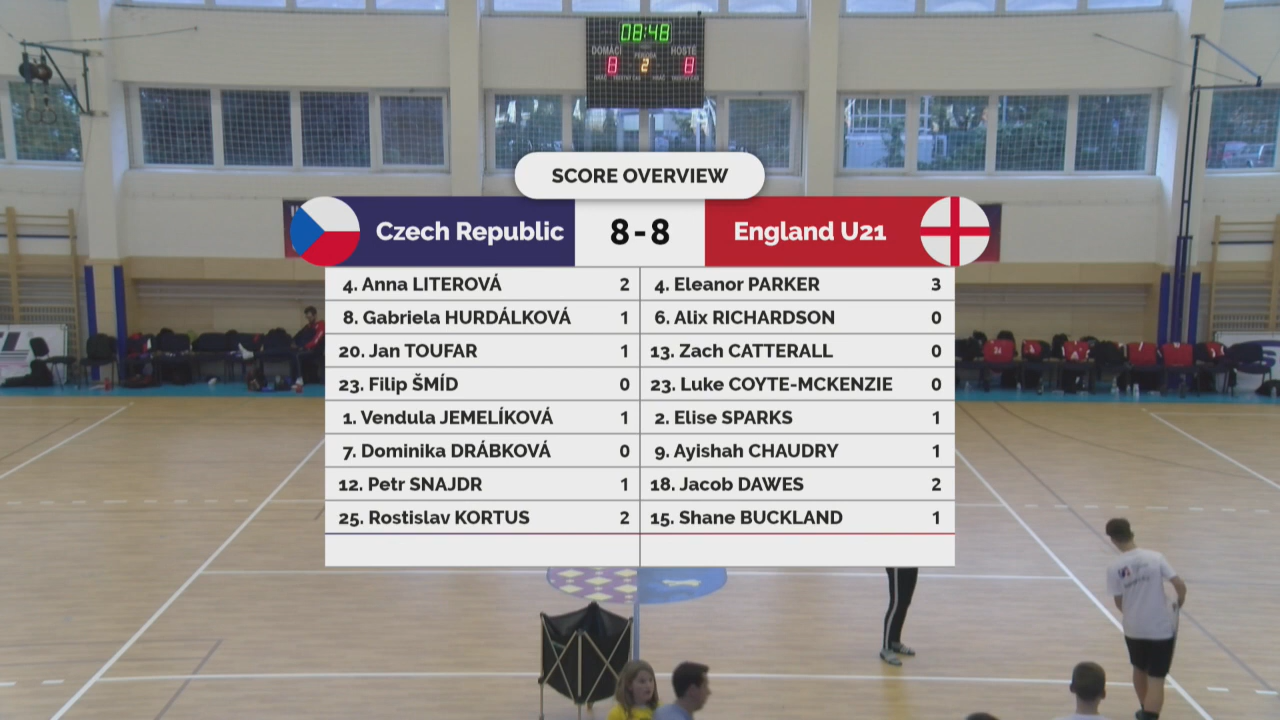 08:48
DOMÁCÍ
HOSTÉ
PERIODA
8
2
8
SCORE OVERVIEW
Czech Republic
8-8
England U21
4. Anna LITEROVÁ 2
4. Eleanor PARKER 3
8. Gabriela HURDÁLKOVÁ 1
6. Alix RICHARDSON 0
20. Jan TOUFAR 1
13. Zach CATTERALL 0
23. Filip ŠMÍD 0
23. Luke COYTE-MCKENZIE 0
1. Vendula JEMELÍKOVÁ 1
2. Elise SPARKS 1
7. Dominika DRÁBKOVÁ 0
9. Ayishah CHAUDRY 1
12. Petr SNAJDR 1
18. Jacob DAWES 2
25. Rostislav KORTUS 2
15. Shane BUCKLAND 1